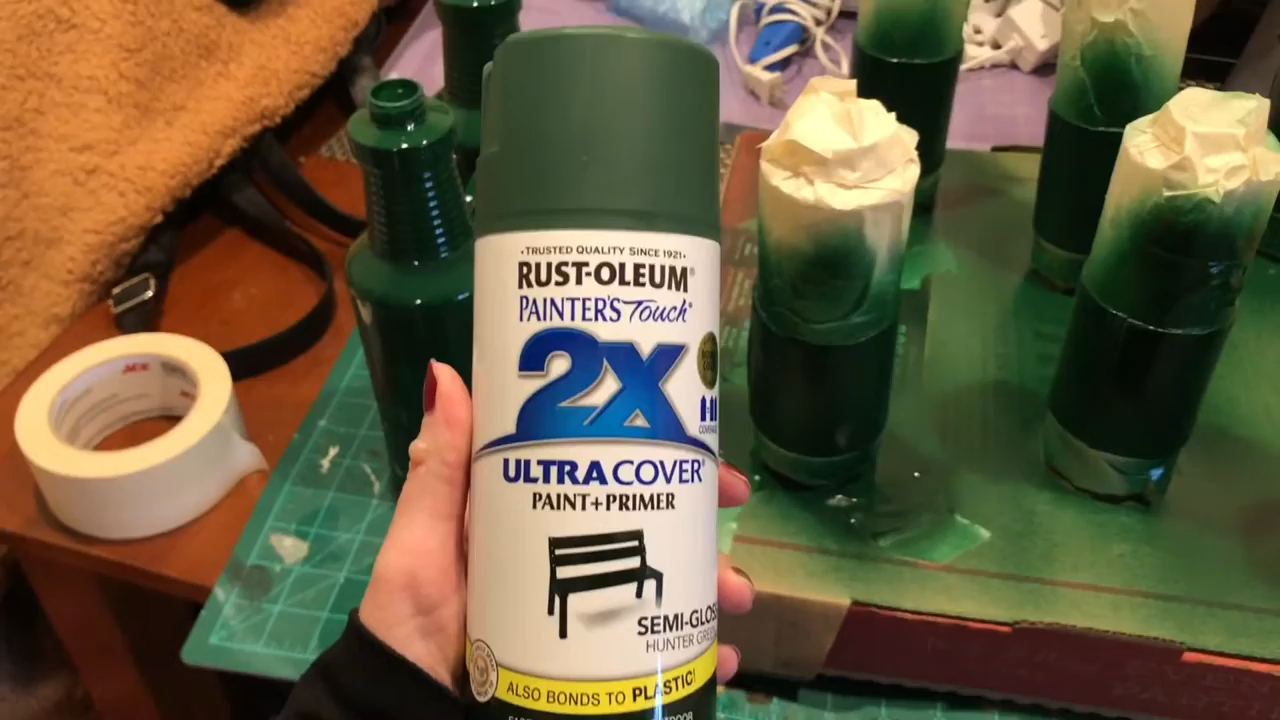 •TRUSTED QUALITY SINCE 1921•
RUST-OLEUM®
PAINTER'S Touch®
2X
ULTRA COVER®
PAINT+PRIMER
SEMI-GLOSS
HUNTER GREEN
ALSO BONDS TO PLASTIC!